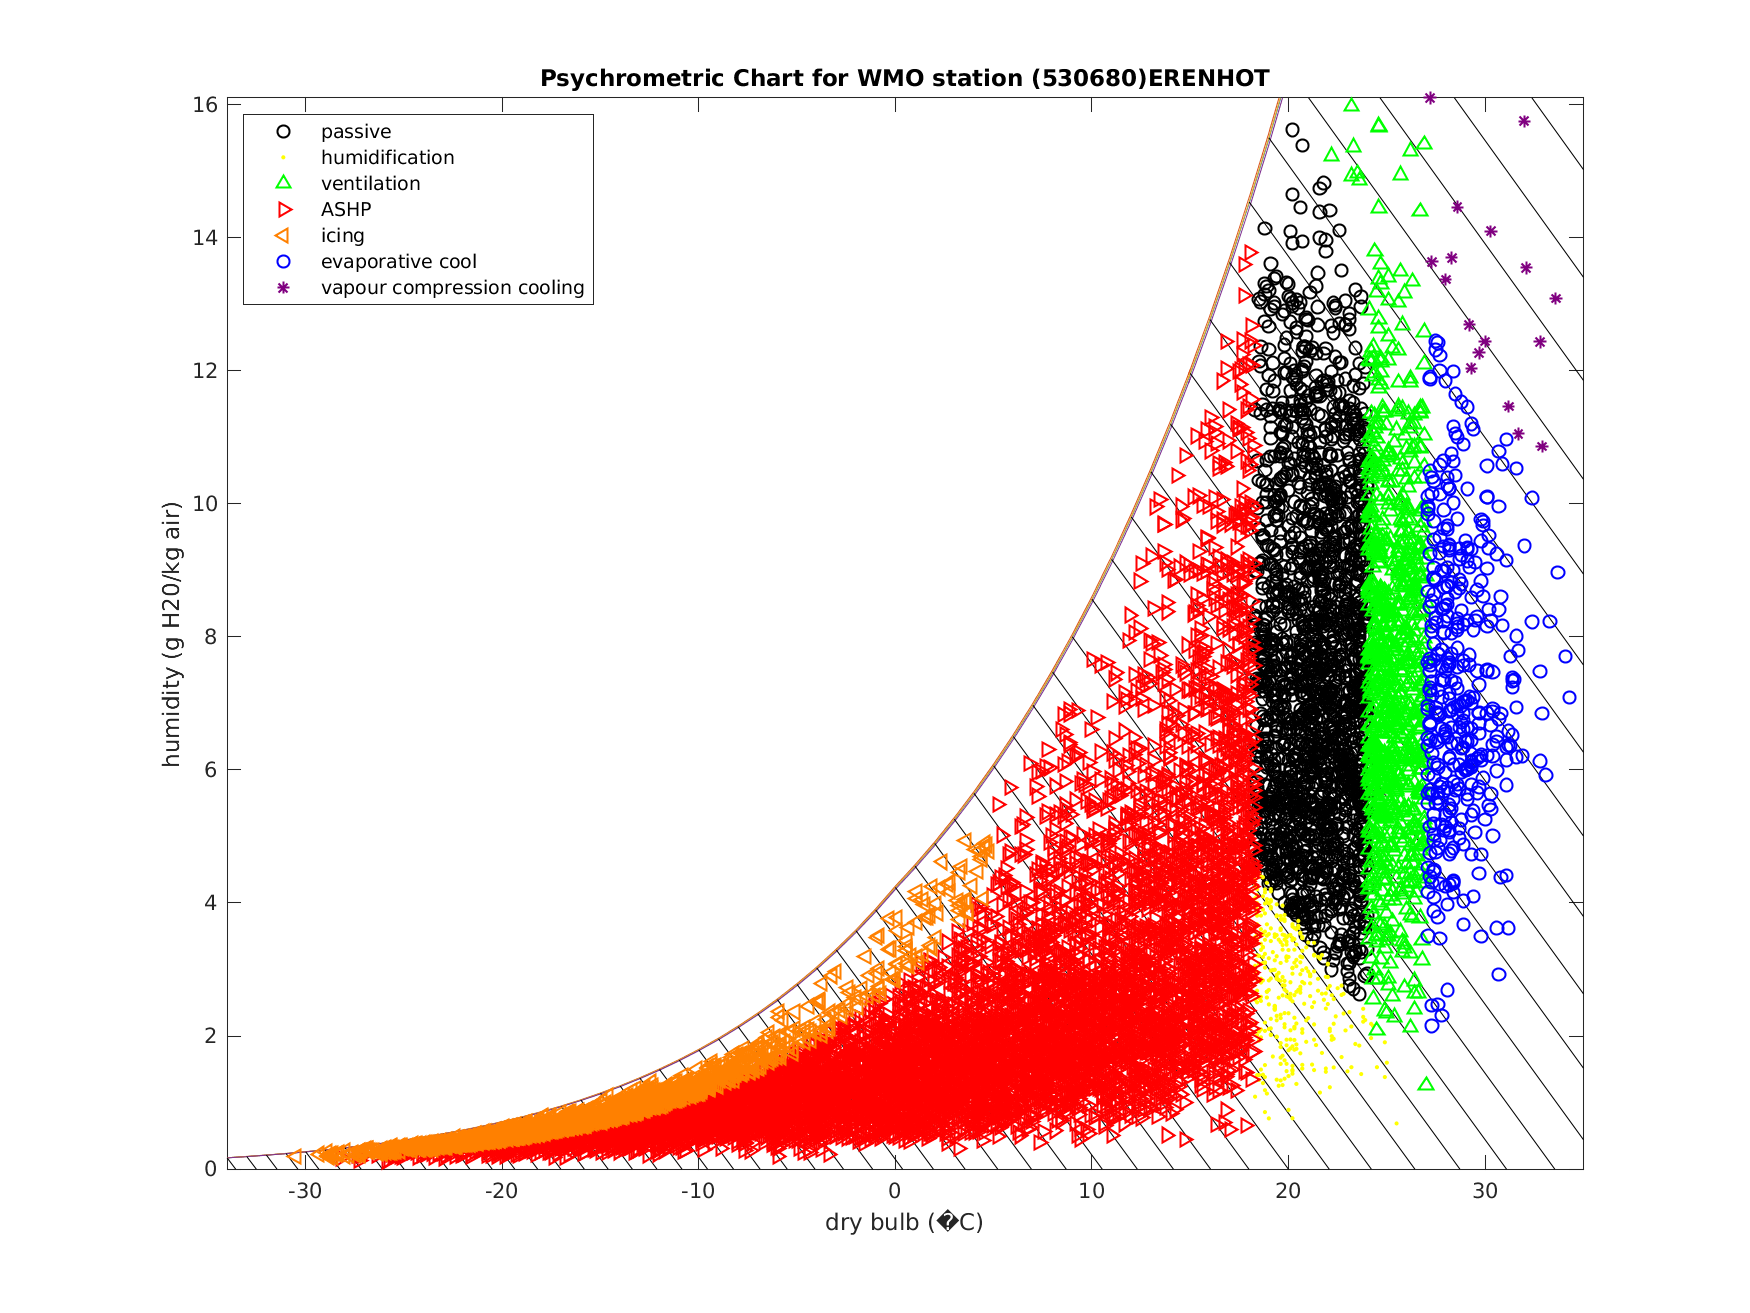 Psychrometric Chart for WMO station (530680)ERENHOT
passive
humidification
ventilation
ASHP
icing
evaporative cool
vapour compression cooling
humidity (g H20/kg air)
16
14
12
10
8
6
4
2
0
-30 -20 -10 0 10 20 30
dry bulb (�C)